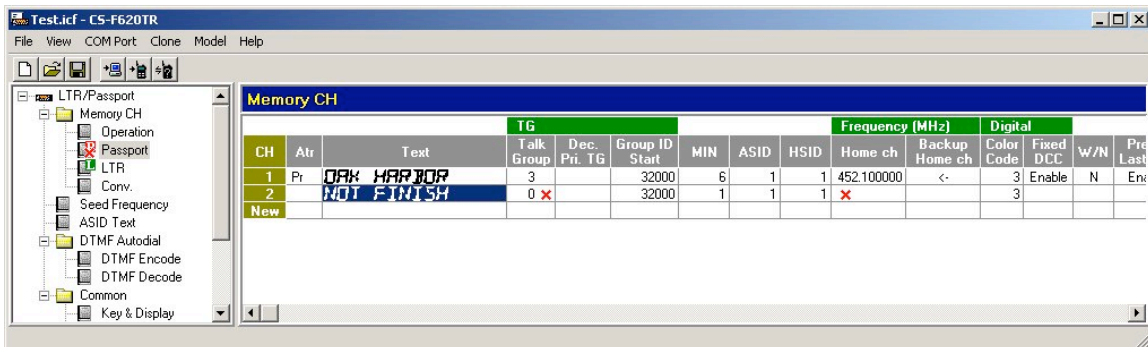 Test.icf - CS-F620TR
File View COM Port Clone Model Help
LTR/Passport
Memory CH
Operation
Passport
LTR
Conv.
Seed Frequency
ASID Text
DTMF Autodial
DTMF Encode
DTMF Decode
Common
Key & Display
Memory CH
TG Frequency (MHz) Digital
CH Atr Text Talk Group Dec. Pri. TG Group ID Start MIN ASID HSID Home ch Backup Home ch Color Code Fixed DCC W/N Pre Last
1 Pr OAK HARBOR 3 32000 6 1 1 452.100000 <- 3 Enable N Ena
2 NOT FINISH 0 32000 1 1 1 3
New